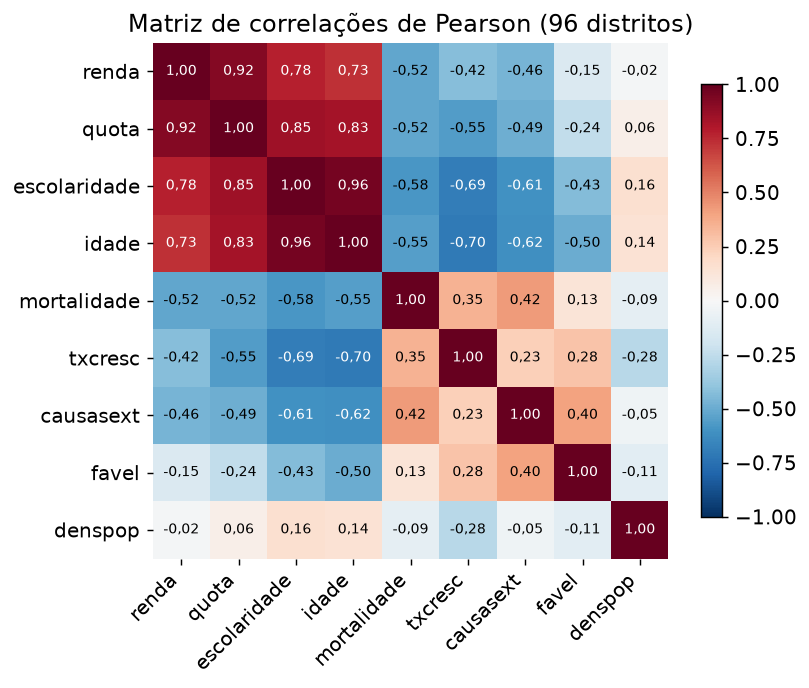 Matriz de correlações de Pearson (96 distritos)
renda 1,00 0,92 0,78 0,73 -0,52 -0,42 -0,46 -0,15 -0,02
quota 0,92 1,00 0,85 0,83 -0,52 -0,55 -0,49 -0,24 0,06
escolaridade 0,78 0,85 1,00 0,96 -0,58 -0,69 -0,61 -0,43 0,16
idade 0,73 0,83 0,96 1,00 -0,55 -0,70 -0,62 -0,50 0,14
mortalidade -0,52 -0,52 -0,58 -0,55 1,00 0,35 0,42 0,13 -0,09
txcresc -0,42 -0,55 -0,69 -0,70 0,35 1,00 0,23 0,28 -0,28
causasext -0,46 -0,49 -0,61 -0,62 0,42 0,23 1,00 0,40 -0,05
favel -0,15 -0,24 -0,43 -0,50 0,13 0,28 0,40 1,00 -0,11
denspop -0,02 0,06 0,16 0,14 -0,09 -0,28 -0,05 -0,11 1,00
renda quota escolaridade idade mortalidade txcresc causasext favel denspop
1.00
0.75
0.50
0.25
0.00
−0.25
−0.50
−0.75
−1.00